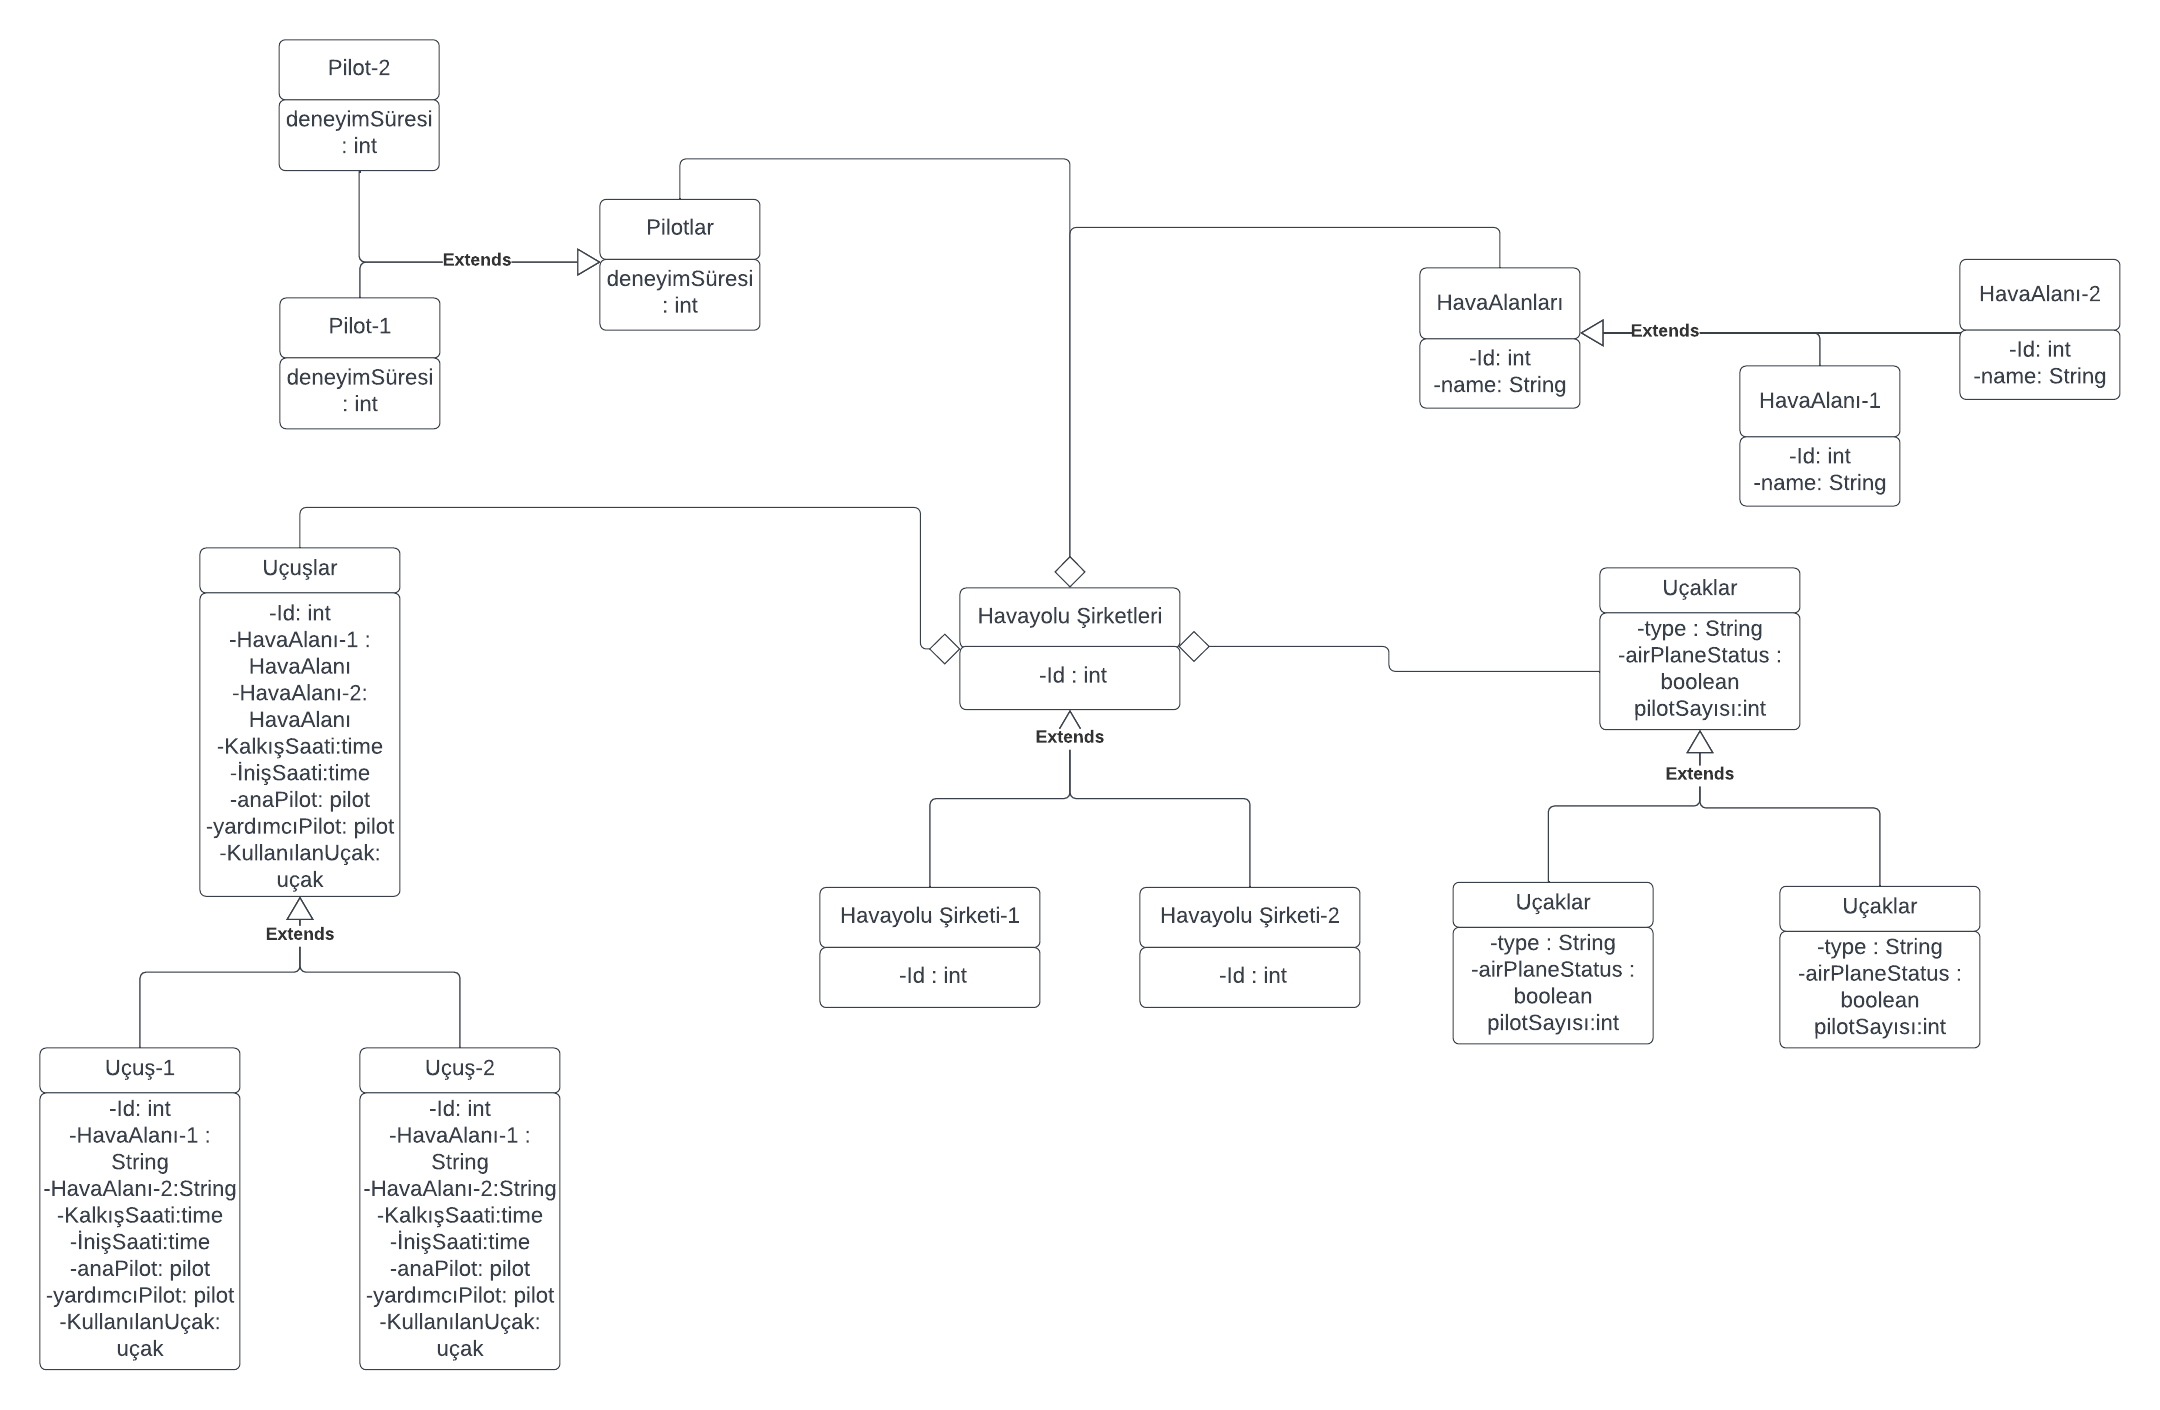 Pilot-2
deneyimSüresi
: int
Extends
Pilot-1
deneyimSüresi
: int
Pilotlar
deneyimSüresi
: int
HavaAlanları
-Id: int
-name: String
Extends
HavaAlanı-2
-Id: int
-name: String
HavaAlanı-1
-Id: int
-name: String
Uçuşlar
-Id: int
-HavaAlanı-1 :
HavaAlanı
-HavaAlanı-2:
HavaAlanı
-KalkışSaati:time
-İnişSaati:time
-anaPilot: pilot
-yardımcıPilot: pilot
-KullanılanUçak:
uçak
Extends
Havayolu Şirketleri
-Id : int
Extends
Uçaklar
-type : String
-airPlaneStatus :
boolean
pilotSayısı:int
Extends
Havayolu Şirketi-1
-Id : int
Havayolu Şirketi-2
-Id : int
Uçaklar
-type : String
-airPlaneStatus :
boolean
pilotSayısı:int
Uçaklar
-type : String
-airPlaneStatus :
boolean
pilotSayısı:int
Uçuş-1
-Id: int
-HavaAlanı-1 :
String
-HavaAlanı-2:String
-KalkışSaati:time
-İnişSaati:time
-anaPilot: pilot
-yardımcıPilot: pilot
-KullanılanUçak:
uçak
Uçuş-2
-Id: int
-HavaAlanı-1 :
String
-HavaAlanı-2:String
-KalkışSaati:time
-İnişSaati:time
-anaPilot: pilot
-yardımcıPilot: pilot
-KullanılanUçak:
uçak